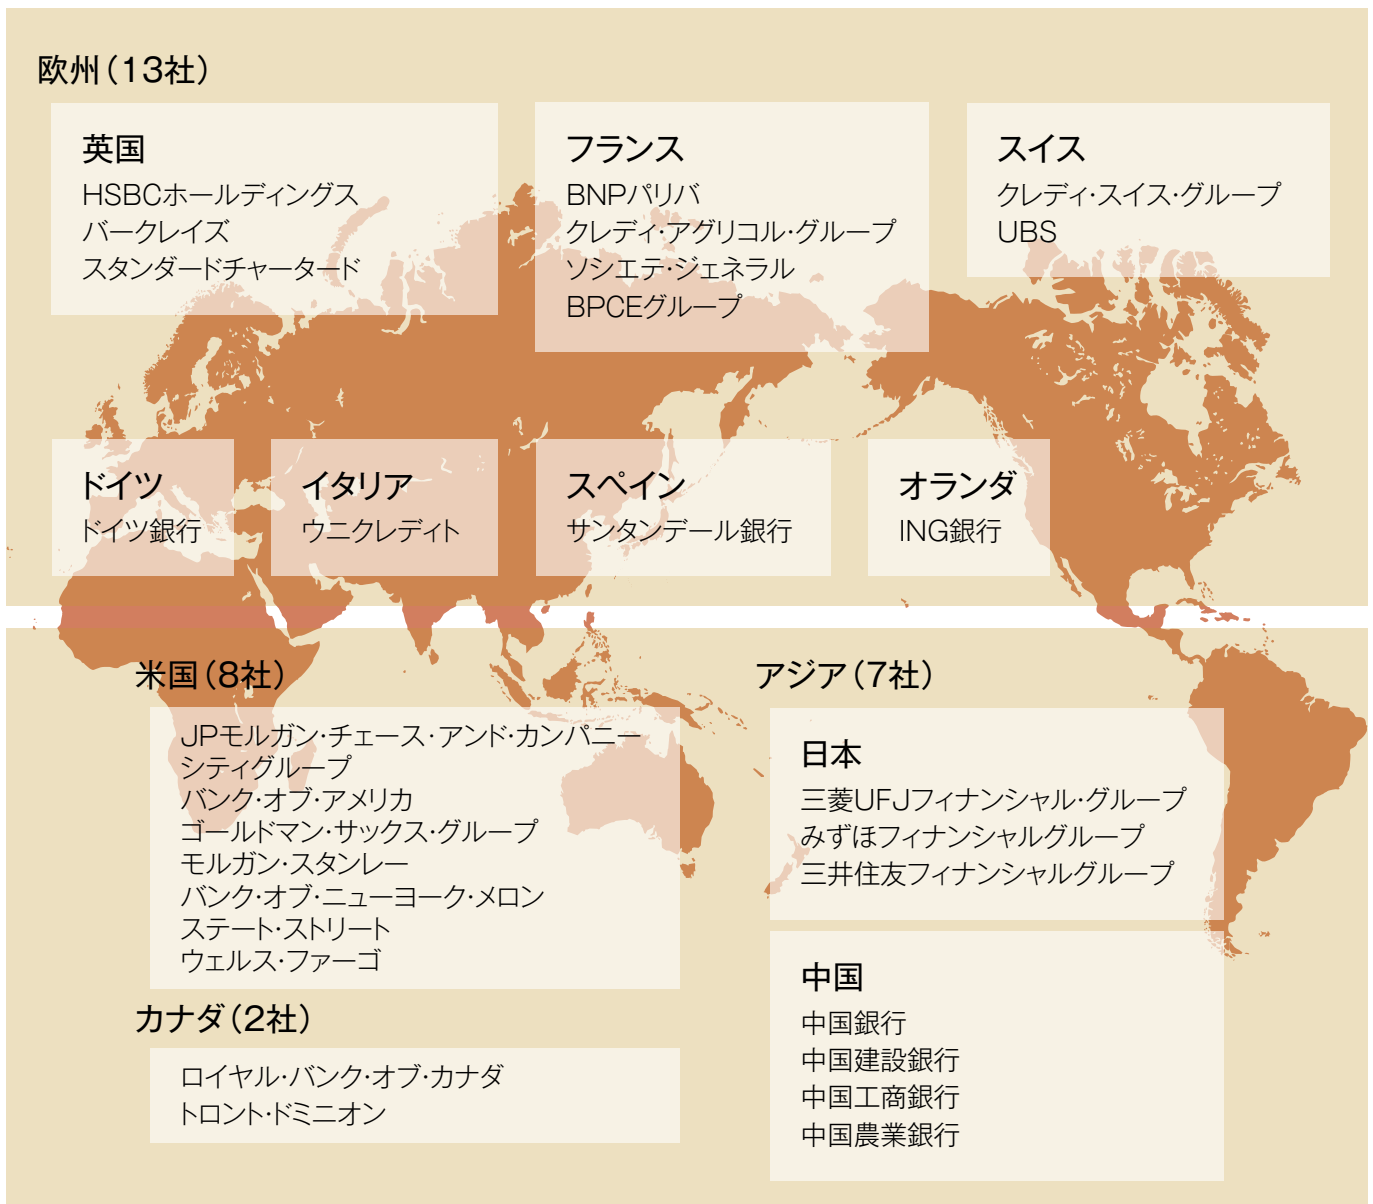 欧州(13社)
英国
HSBCホールディングス
バークレイズ
スタンダードチャータード
フランス
BNPパリバ
クレディ・アグリコル・グループ
ソシエテ・ジェネラル
BPCEグループ
スイス
クレディ・スイス・グループ
UBS
ドイツ
ドイツ銀行
イタリア
ウニクレディト
スペイン
サンタンデール銀行
オランダ
ING銀行
米国(8社)
JPモルガン・チェース・アンド・カンパニー
シティグループ
バンク・オブ・アメリカ
ゴールドマン・サックス・グループ
モルガン・スタンレー
バンク・オブ・ニューヨーク・メロン
ステート・ストリート
ウェルス・ファーゴ
カナダ(2社)
ロイヤル・バンク・オブ・カナダ
トロント・ドミニオン
アジア(7社)
日本
三菱UFJフィナンシャル・グループ
みずほフィナンシャルグループ
三井住友フィナンシャルグループ
中国
中国銀行
中国建設銀行
中国工商銀行
中国農業銀行